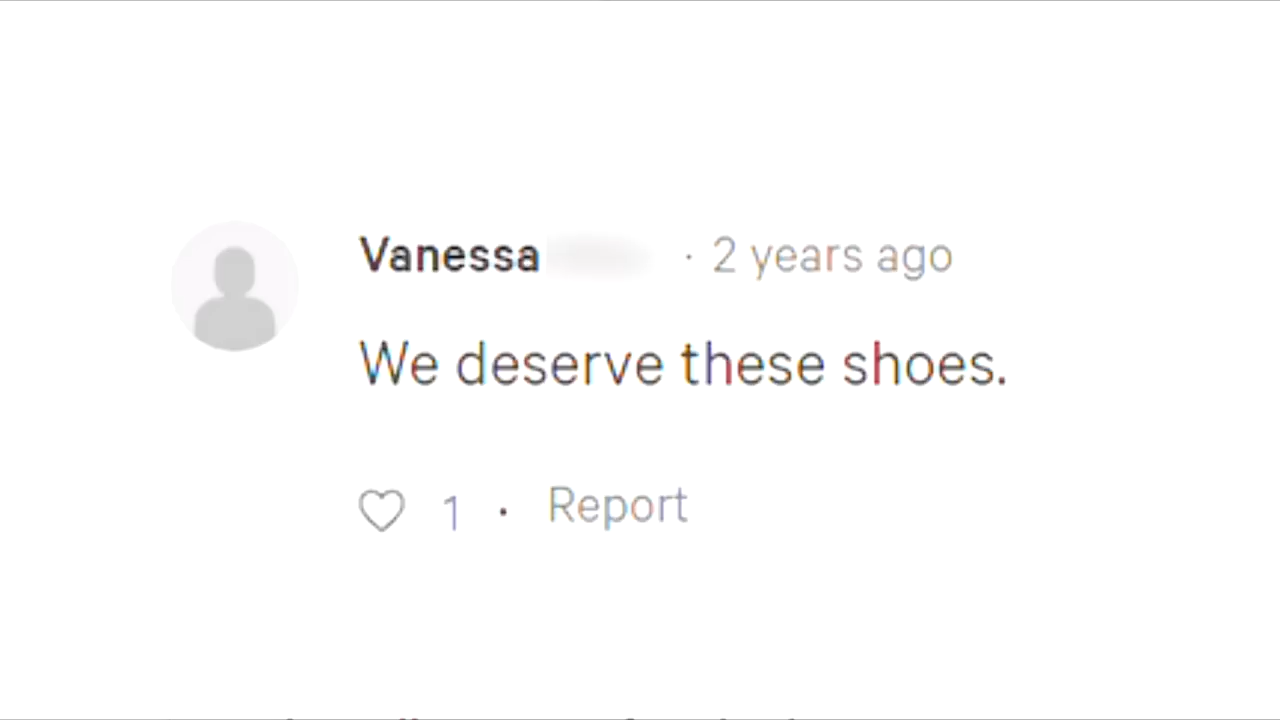 Vanessa · 2 years ago
We deserve these shoes.
1 · Report